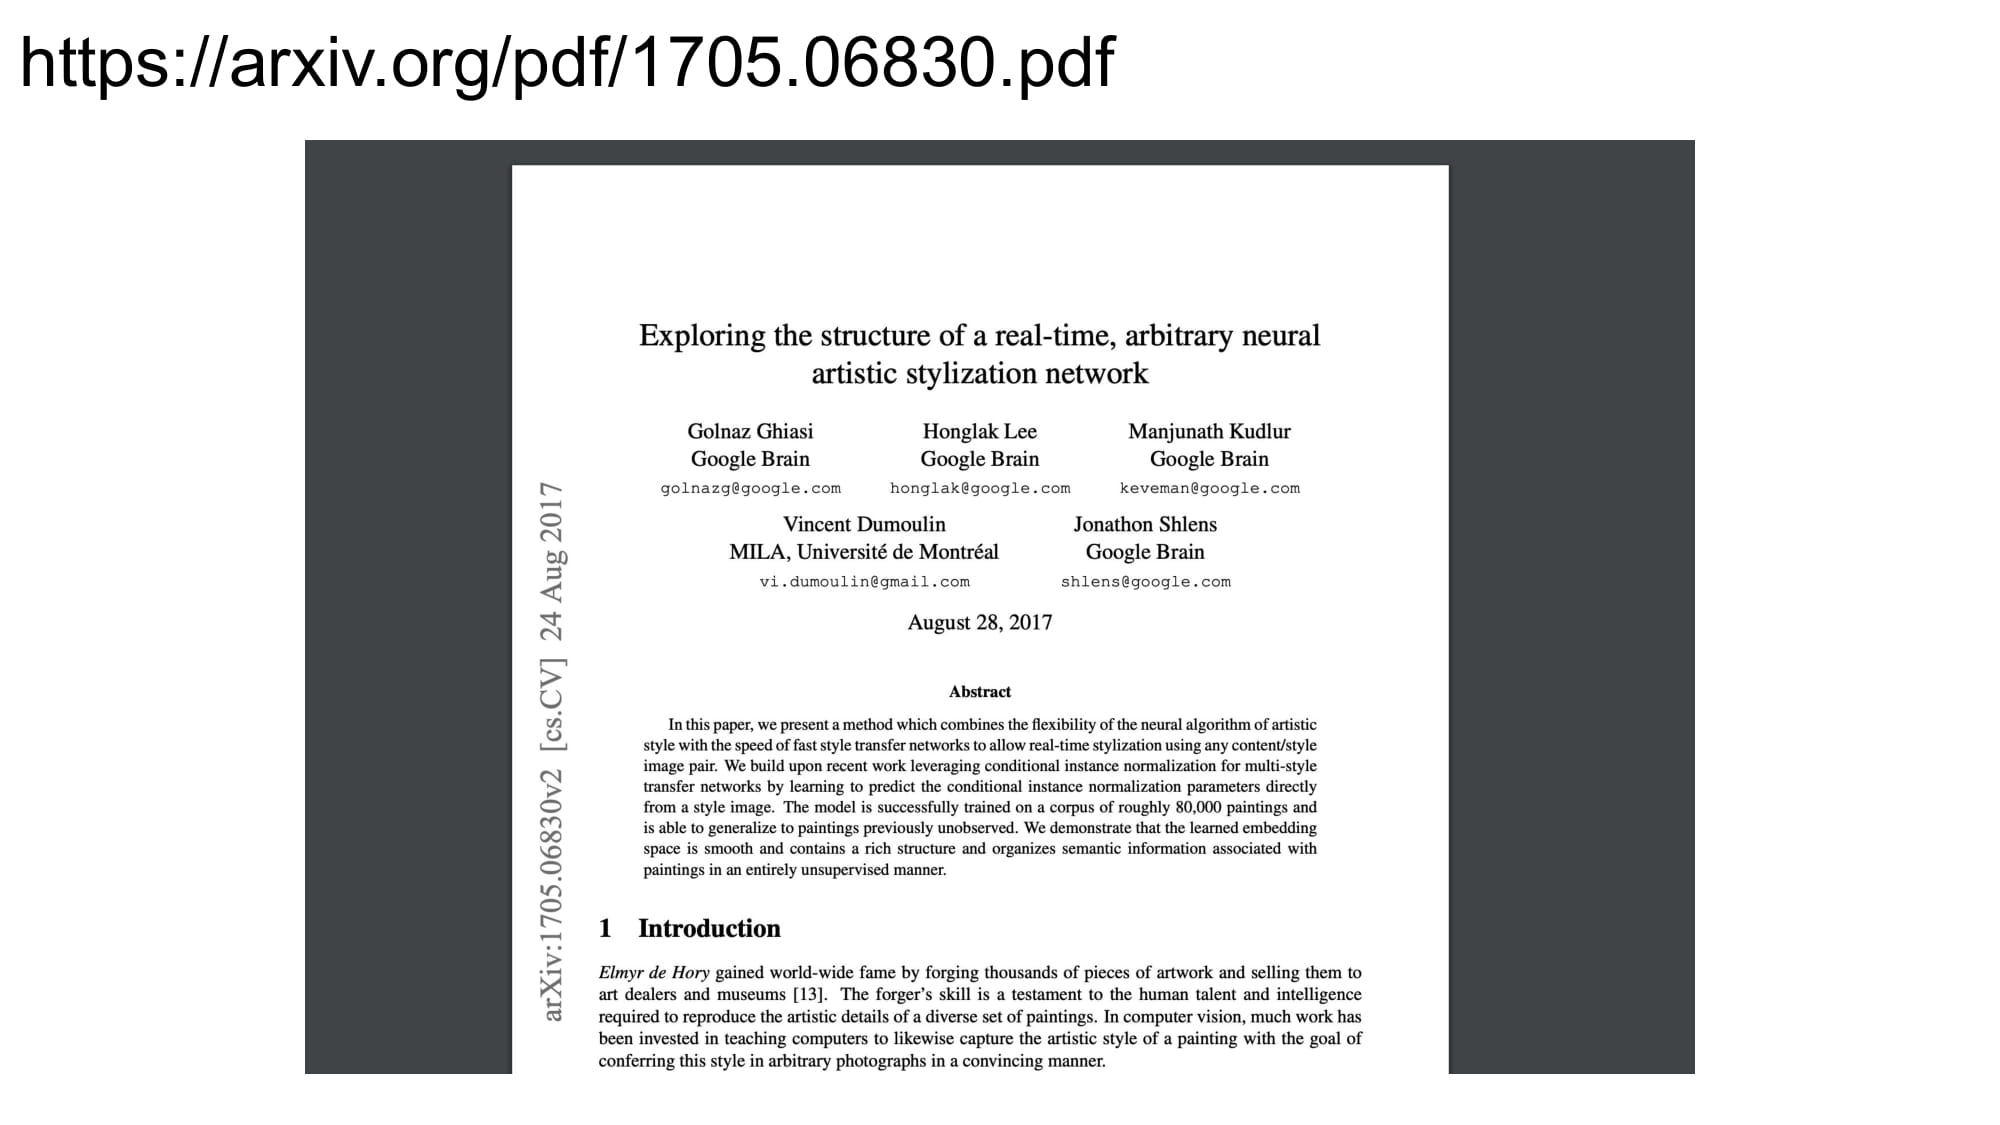 https://arxiv.org/pdf/1705.06830.pdf
Exploring the structure of a real-time, arbitrary neural
artistic stylization network
Golnaz Ghiasi
Google Brain
golnazg@google.com
Honglak Lee
Google Brain
honglak@google.com
Manjunath Kudlur
Google Brain
keveman@google.com
Vincent Dumoulin
MILA, Université de Montréal
vi.dumoulin@gmail.com
Jonathon Shlens
Google Brain
shlens@google.com
August 28, 2017
Abstract
In this paper, we present a method which combines the flexibility of the neural algorithm of artistic
style with the speed of fast style transfer networks to allow real-time stylization using any content/style
image pair. We build upon recent work leveraging conditional instance normalization for multi-style
transfer networks by learning to predict the conditional instance normalization parameters directly
from a style image. The model is successfully trained on a corpus of roughly 80,000 paintings and
is able to generalize to paintings previously unobserved. We demonstrate that the learned embedding
space is smooth and contains a rich structure and organizes semantic information associated with
paintings in an entirely unsupervised manner.
1 Introduction
Elmyr de Hory gained world-wide fame by forging thousands of pieces of artwork and selling them to
art dealers and museums [13]. The forger's skill is a testament to the human talent and intelligence
required to reproduce the artistic details of a diverse set of paintings. In computer vision, much work has
been invested in teaching computers to likewise capture the artistic style of a painting with the goal of
conferring this style in arbitrary photographs in a convincing manner.
arXiv:1705.06830v2 [cs.CV] 24 Aug 2017